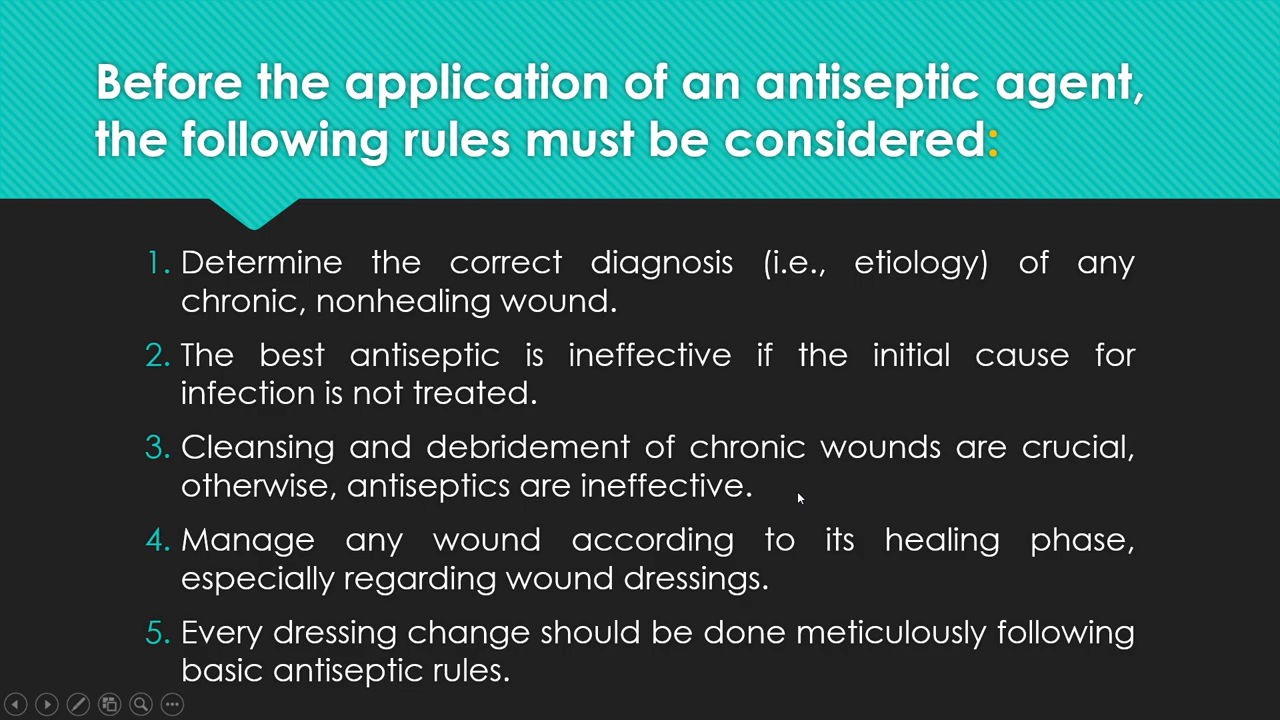 Before the application of an antiseptic agent,
the following rules must be considered:
1. Determine the correct diagnosis (i.e., etiology) of any
chronic, nonhealing wound.
2. The best antiseptic is ineffective if the initial cause for
infection is not treated.
3. Cleansing and debridement of chronic wounds are crucial,
otherwise, antiseptics are ineffective.
4. Manage any wound according to its healing phase,
especially regarding wound dressings.
5. Every dressing change should be done meticulously following
basic antiseptic rules.